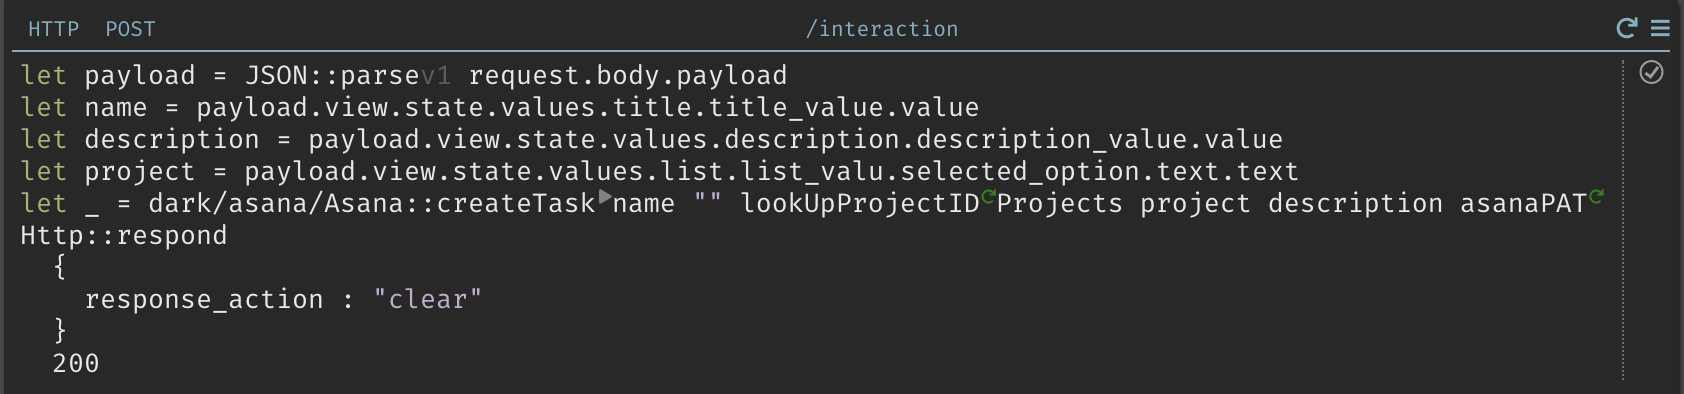 HTTP POST /interaction
let payload = JSON::parsev1 request.body.payload
let name = payload.view.state.values.title.title_value.value
let description = payload.view.state.values.description.description_value.value
let project = payload.view.state.values.list.list_valu.selected_option.text.text
let _ = dark/asana/Asana::createTask name "" lookUpProjectID Projects project description asanaPAT
Http::respond
{
response_action : "clear"
}
200